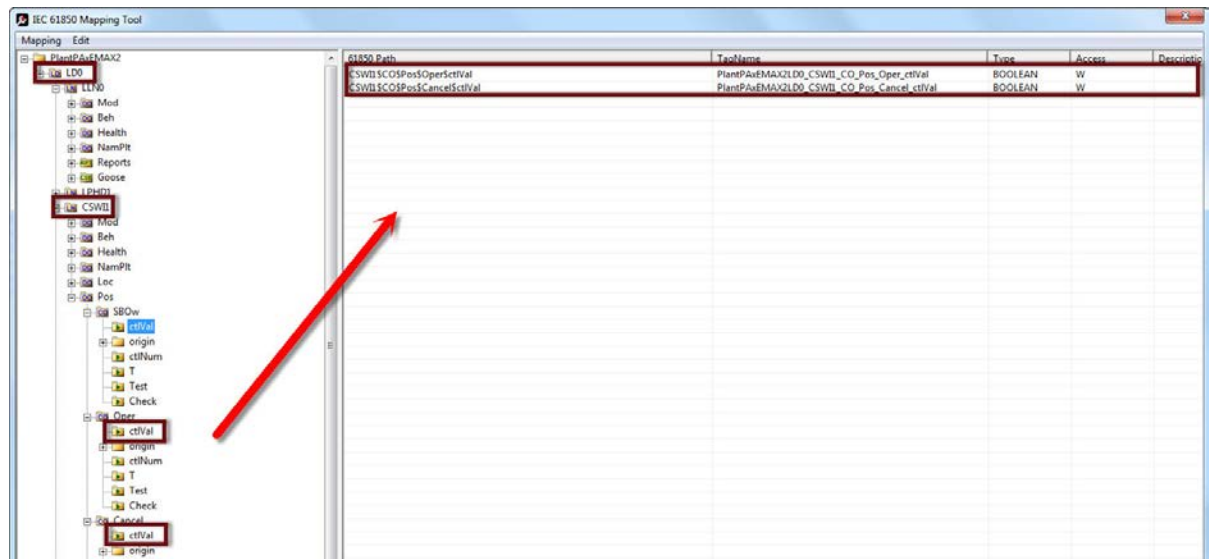 IEC 61850 Mapping Tool
Mapping Edit
PlantPAxEMAX2
LD0
LLN0
Mod
Beh
Health
NamPlt
Reports
Goose
LPHD1
CSWI1
Mod
Beh
Health
NamPlt
Loc
Pos
SBOw
ctlVal
origin
ctlNum
T
Test
Check
Oper
ctlVal
origin
ctlNum
T
Test
Check
Cancel
ctlVal
origin
61850 Path TagName Type Access Descriptio
CSWI1$CO$Pos$Oper$ctlVal PlantPAxEMAX2LD0_CSWI1_CO_Pos_Oper_ctlVal BOOLEAN W
CSWI1$CO$Pos$Cancel$ctlVal PlantPAxEMAX2LD0_CSWI1_CO_Pos_Cancel_ctlVal BOOLEAN W